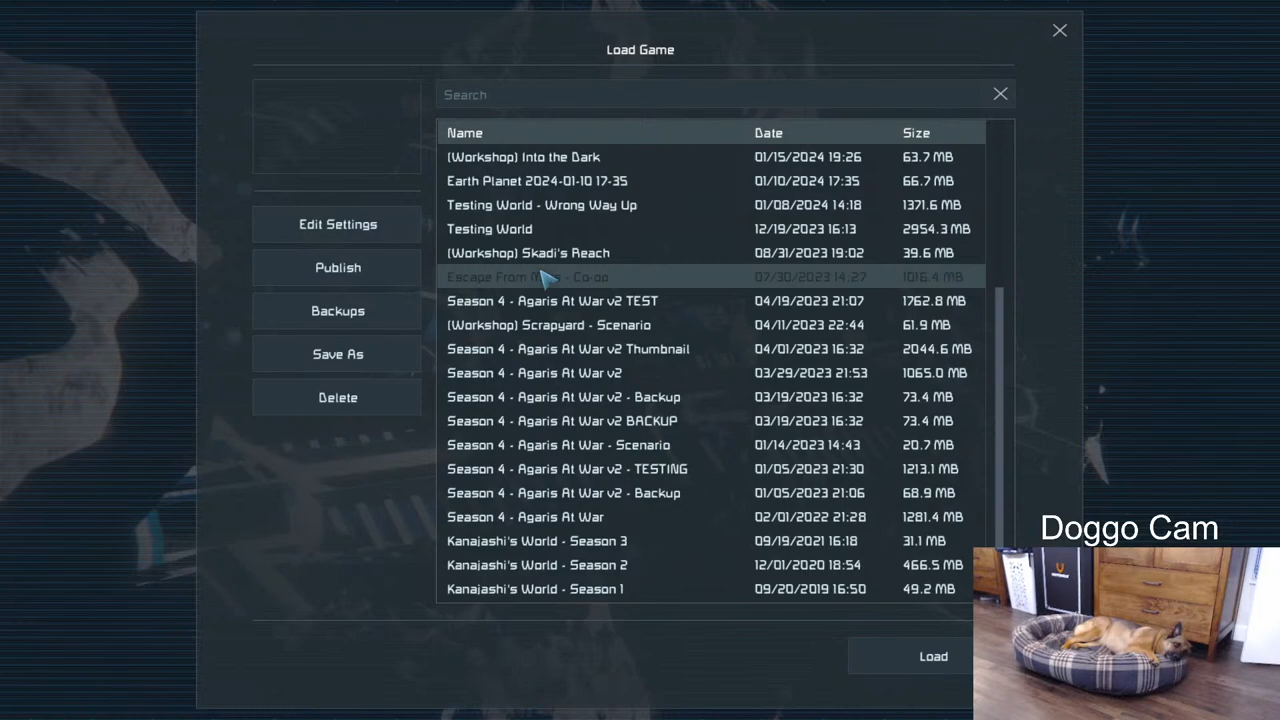 Load Game
Search
Name Date Size
(Workshop) Into the Dark 01/15/2024 19:26 63.7 MB
Earth Planet 2024-01-10 17-35 01/10/2024 17:35 66.7 MB
Testing World - Wrong Way Up 01/08/2024 14:18 1371.6 MB
Testing World 12/19/2023 16:13 2954.3 MB
(Workshop) Skadi's Reach 08/31/2023 19:02 39.6 MB
Escape From - Co-op 07/30/2023 14:27 1016.4 MB
Season 4 - Agaris At War v2 TEST 04/19/2023 21:07 1762.8 MB
(Workshop) Scrapyard - Scenario 04/11/2023 22:44 61.9 MB
Season 4 - Agaris At War v2 Thumbnail 04/01/2023 16:32 2044.6 MB
Season 4 - Agaris At War v2 03/29/2023 21:53 1065.0 MB
Season 4 - Agaris At War v2 - Backup 03/19/2023 16:32 73.4 MB
Season 4 - Agaris At War v2 BACKUP 03/19/2023 16:32 73.4 MB
Season 4 - Agaris At War - Scenario 01/14/2023 14:43 20.7 MB
Season 4 - Agaris At War v2 - TESTING 01/05/2023 21:30 1213.1 MB
Season 4 - Agaris At War v2 - Backup 01/05/2023 21:06 68.9 MB
Season 4 - Agaris At War 02/01/2022 21:28 1281.4 MB
Kanajashi's World - Season 3 09/19/2021 16:18 31.1 MB
Kanajashi's World - Season 2 12/01/2020 18:54 466.5 MB
Kanajashi's World - Season 1 09/20/2019 16:50 49.2 MB
Edit Settings
Publish
Backups
Save As
Delete
Load
Doggo Cam